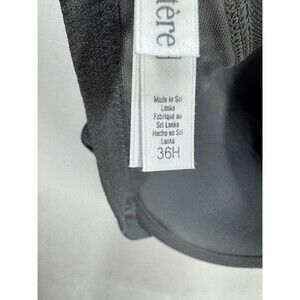 tère
Made in Sri
Lanka
Fabriqué au
Sri Lanka
Hecho en Sri
Lanka
36H